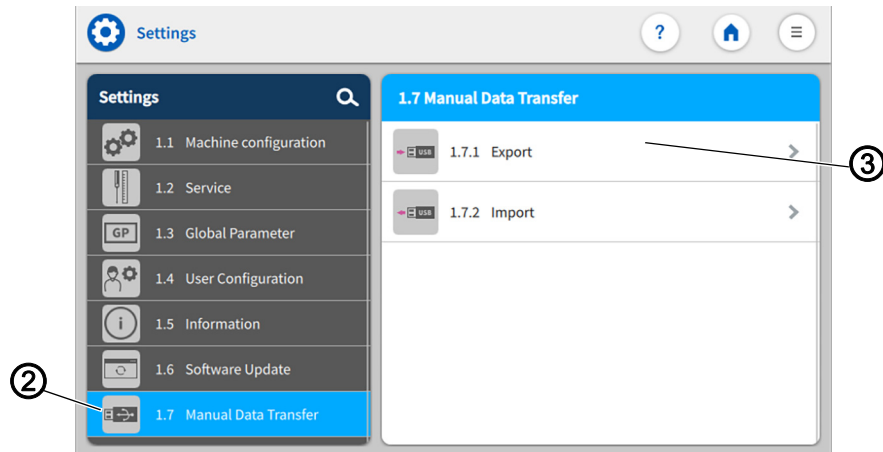 Settings
?
Settings
1.7 Manual Data Transfer
1.1 Machine configuration
1.2 Service
GP 1.3 Global Parameter
1.4 User Configuration
i 1.5 Information
1.6 Software Update
1.7 Manual Data Transfer
USB 1.7.1 Export
USB 1.7.2 Import
2
3